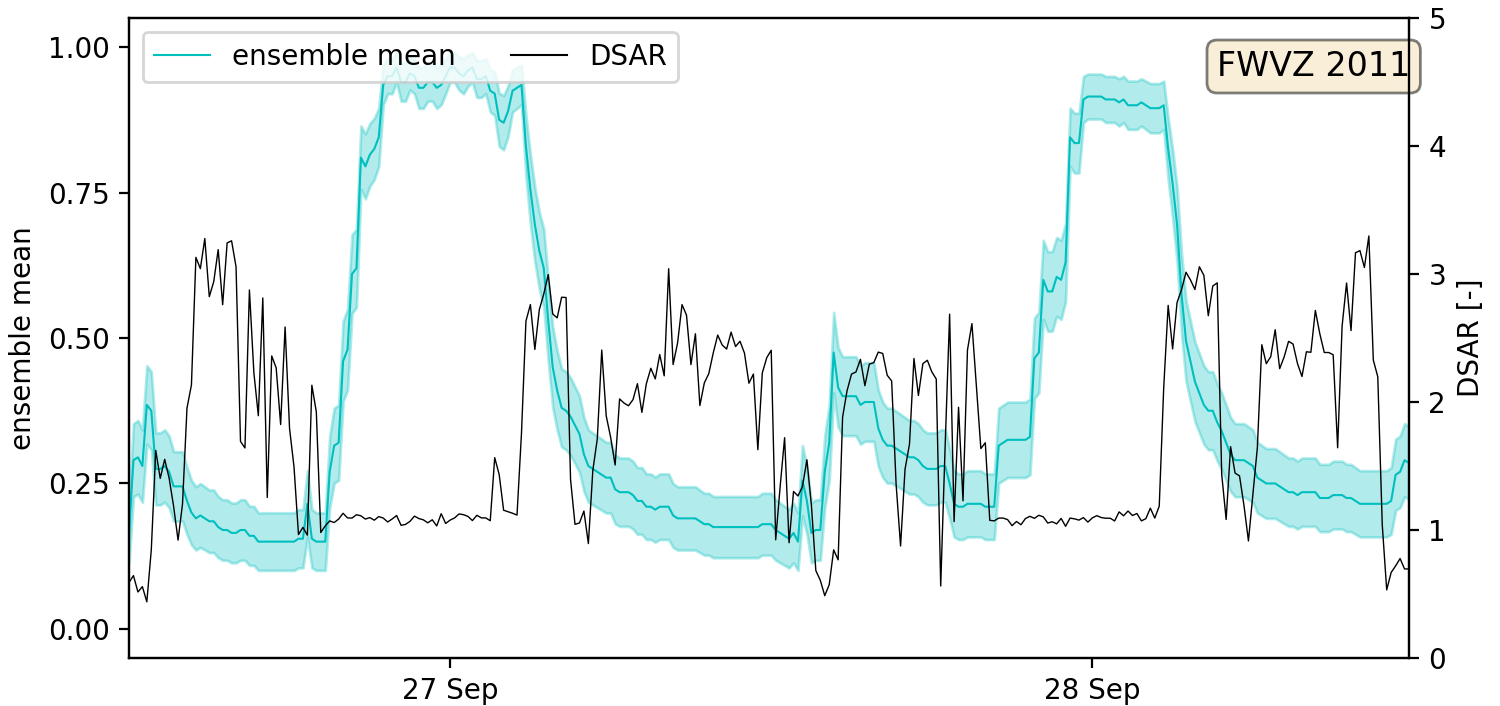 ensemble mean DSAR
FWVZ 2011
1.00
0.75
0.50
0.25
0.00
ensemble mean
5
4
3
2
1
0
DSAR [-]
27 Sep 28 Sep